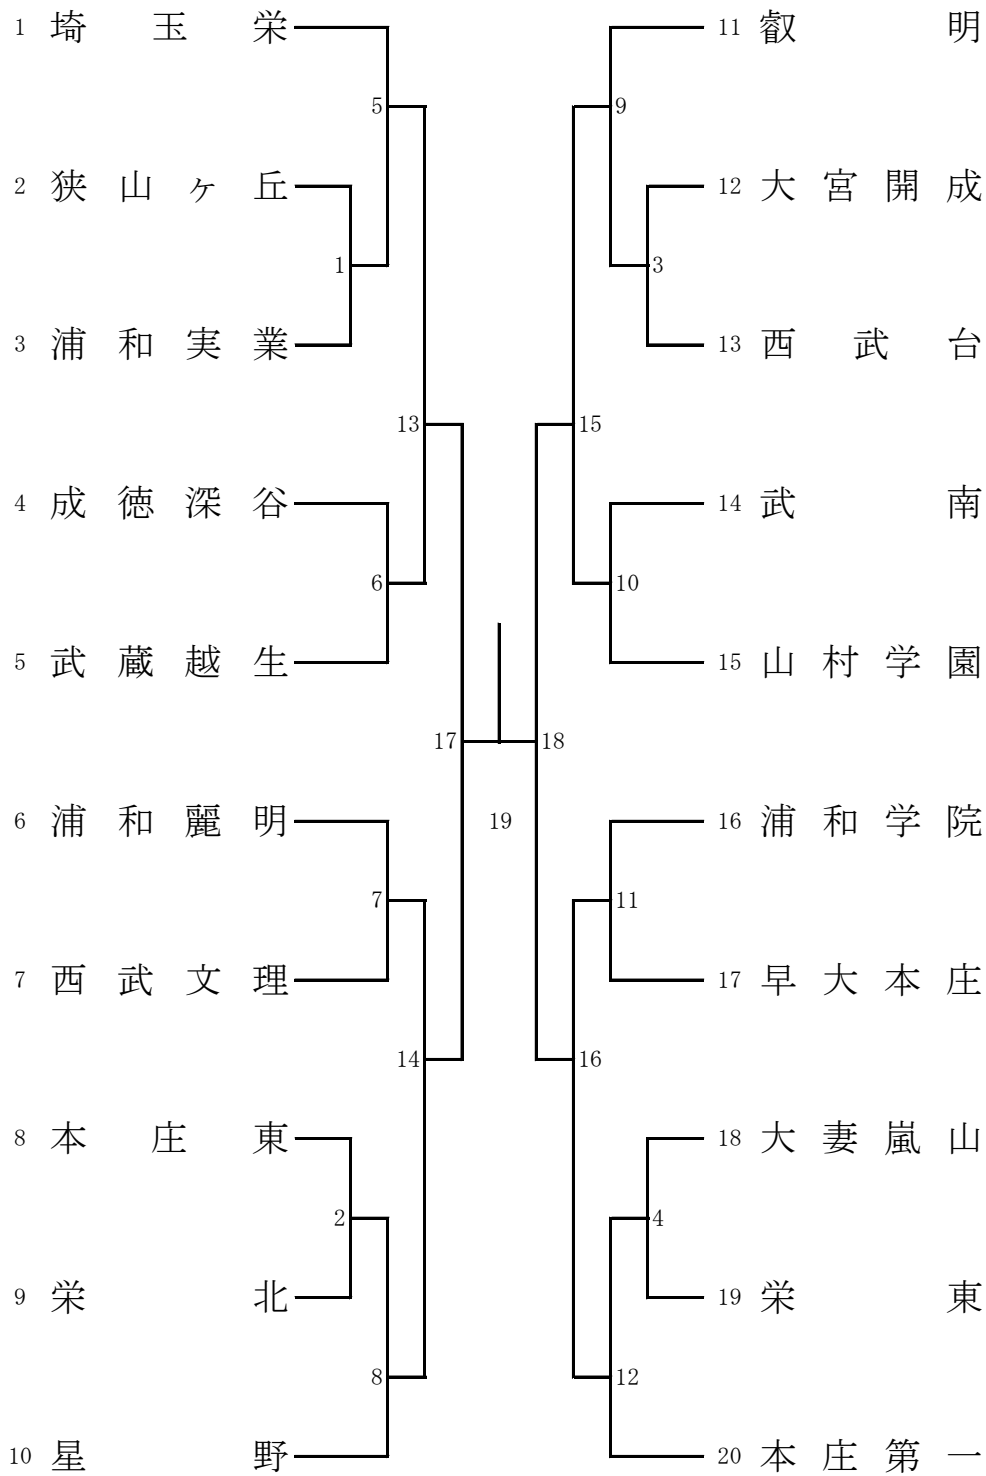 1 埼玉栄
5
2 狭山ヶ丘
1
3 浦和実業
13
4 成徳深谷
6
5 武蔵越生
17
6 浦和麗明
7
7 西武文理
14
8 本庄東
2
9 栄北
8
10 星野
19
11 叡明
9
12 大宮開成
3
13 西武台
15
14 武南
10
15 山村学園
18
16 浦和学院
11
17 早大本庄
16
18 大妻嵐山
4
19 栄東
12
20 本庄第一